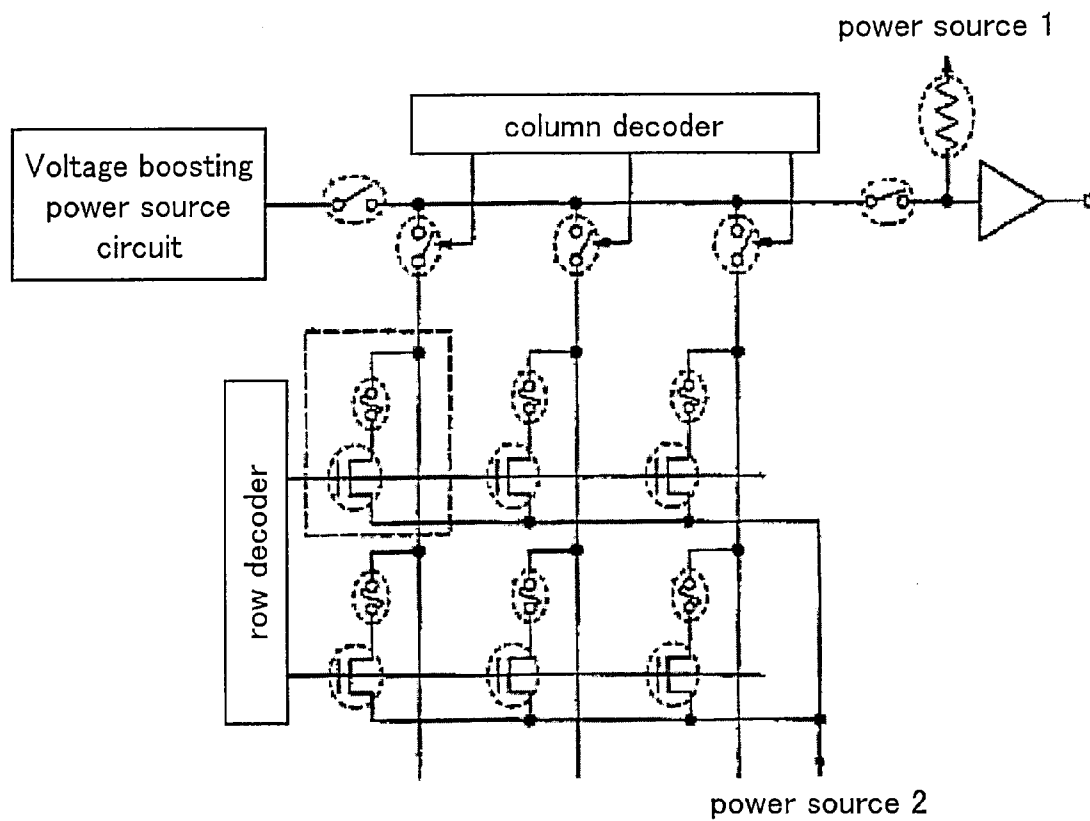 power source 1
column decoder
Voltage boosting
power source
circuit
row decoder
power source 2